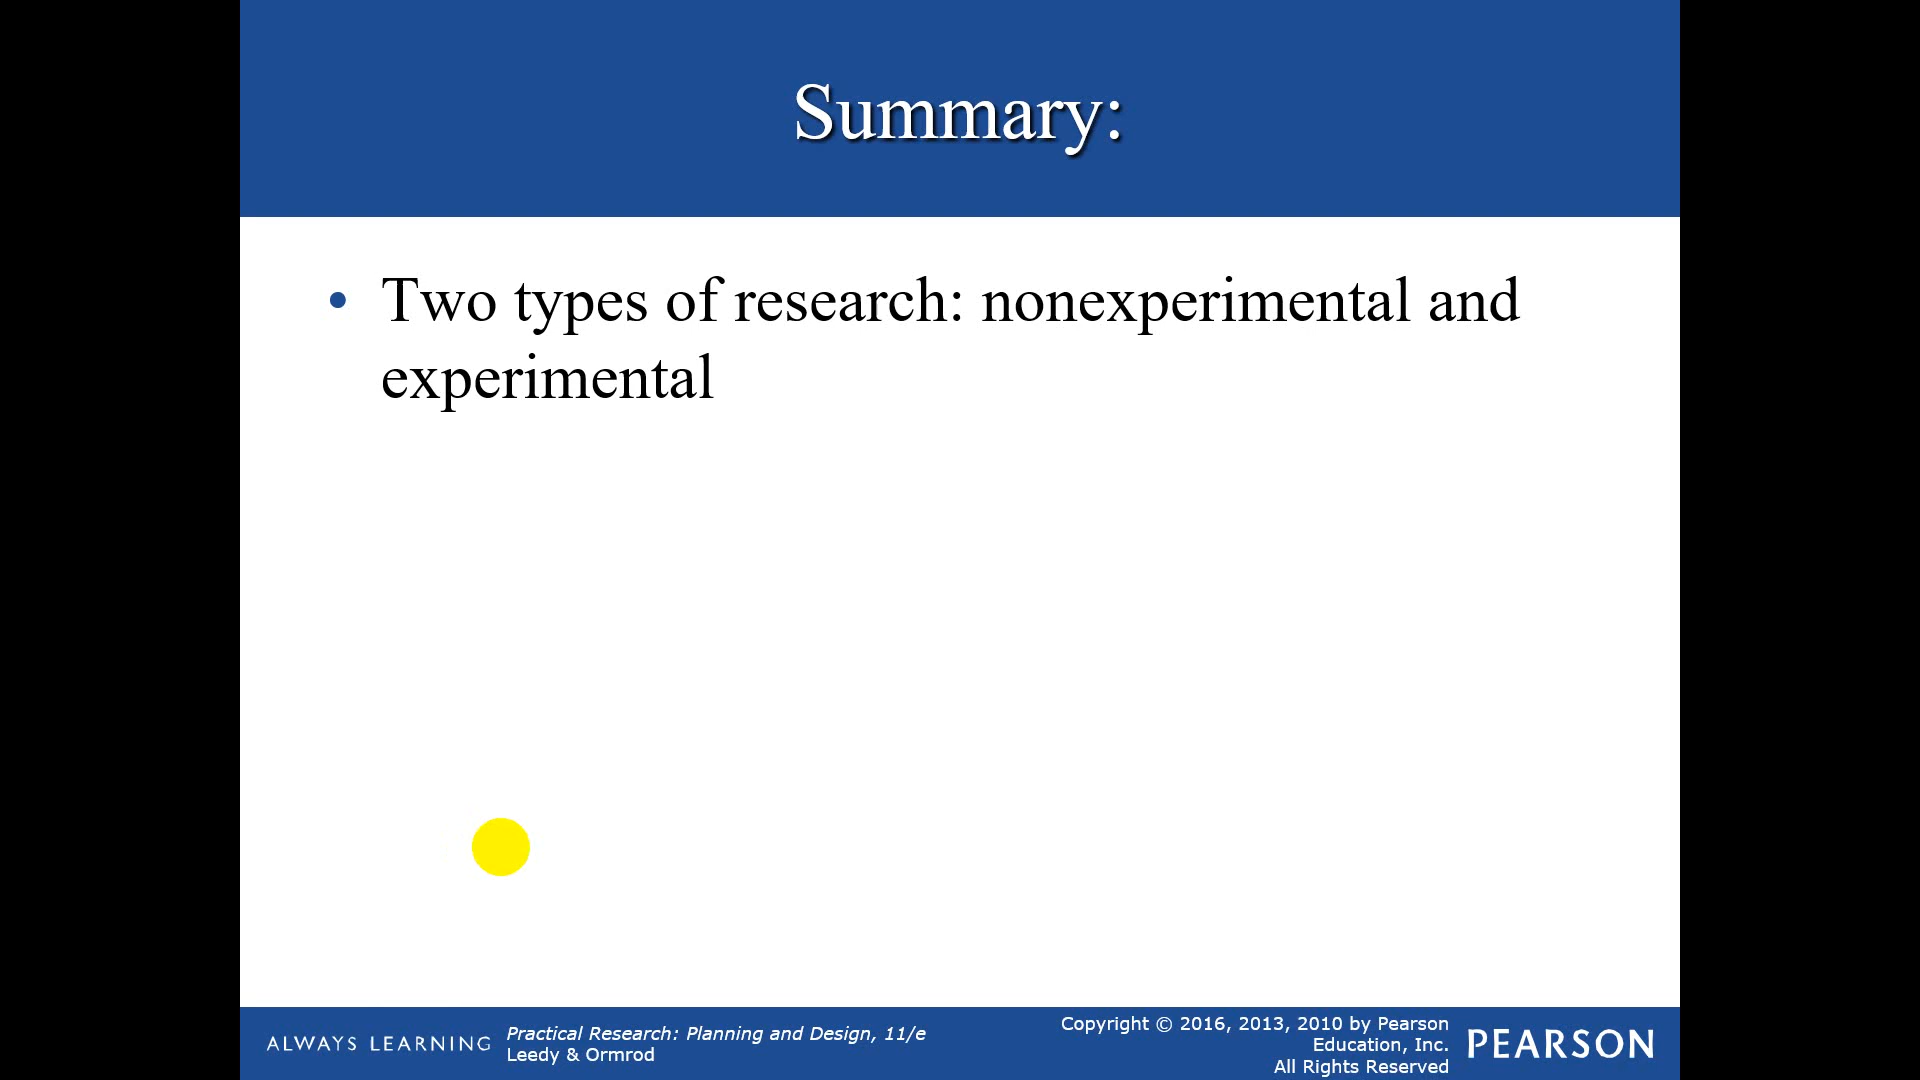 Summary:
• Two types of research: nonexperimental and
experimental
ALWAYS LEARNING
Practical Research: Planning and Design, 11/e
Leedy & Ormrod
Copyright © 2016, 2013, 2010 by Pearson
Education, Inc.
All Rights Reserved
PEARSON